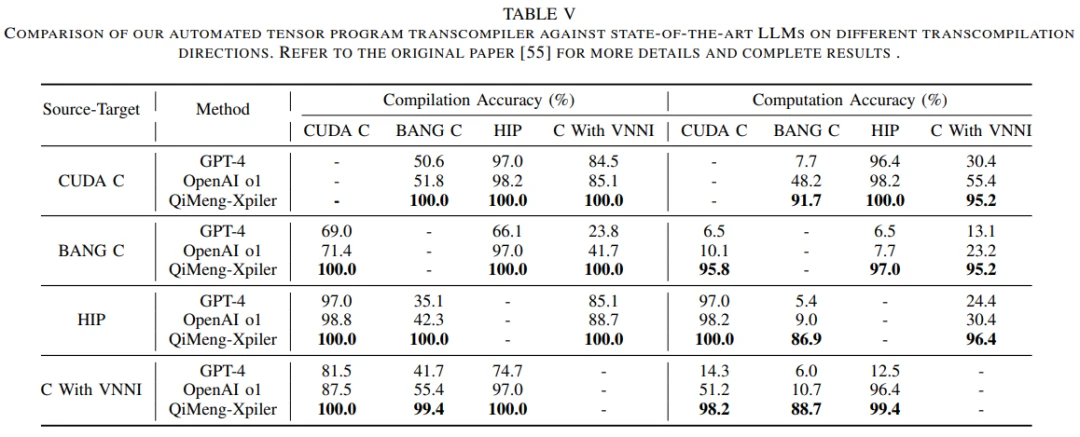 TABLE V
COMPARISON OF OUR AUTOMATED TENSOR PROGRAM TRANSCOMPILER AGAINST STATE-OF-THE-ART LLMS ON DIFFERENT TRANSCOMPILATION
DIRECTIONS. REFER TO THE ORIGINAL PAPER [55] FOR MORE DETAILS AND COMPLETE RESULTS .
Source-Target Method Compilation Accuracy (%) Computation Accuracy (%)
CUDA C BANG C HIP C With VNNI CUDA C BANG C HIP C With VNNI
GPT-4 - 50.6 97.0 84.5 - 7.7 96.4 30.4
CUDA C OpenAI o1 - 51.8 98.2 85.1 - 48.2 98.2 55.4
QiMeng-Xpiler - 100.0 100.0 100.0 - 91.7 100.0 95.2
GPT-4 69.0 - 66.1 23.8 6.5 - 6.5 13.1
BANG C OpenAI o1 71.4 - 97.0 41.7 10.1 - 7.7 23.2
QiMeng-Xpiler 100.0 - 100.0 100.0 95.8 - 97.0 95.2
GPT-4 97.0 35.1 - 85.1 97.0 5.4 - 24.4
HIP OpenAI o1 98.8 42.3 - 88.7 98.2 9.0 - 30.4
QiMeng-Xpiler 100.0 100.0 - 100.0 100.0 86.9 - 96.4
GPT-4 81.5 41.7 74.7 - 14.3 6.0 12.5 -
C With VNNI OpenAI o1 87.5 55.4 97.0 - 51.2 10.7 96.4 -
QiMeng-Xpiler 100.0 99.4 100.0 - 98.2 88.7 99.4 -